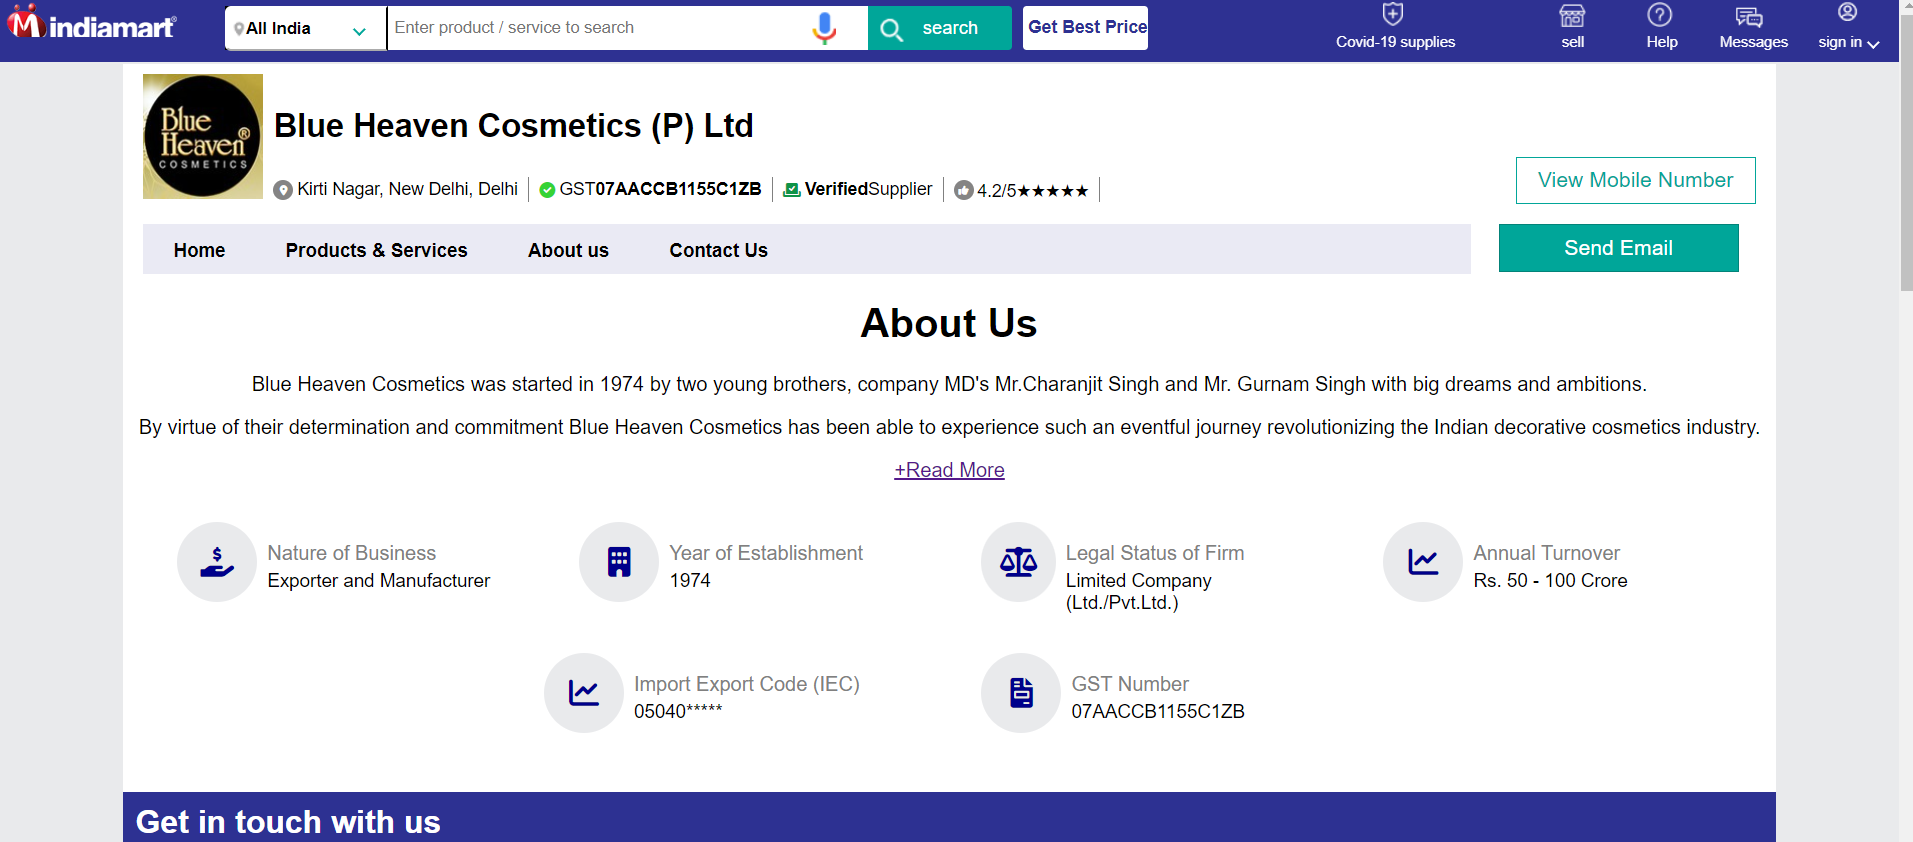 indiamart
All India
Enter product / service to search
search
Get Best Price
Covid-19 supplies
sell
Help
Messages
sign in
Blue Heaven® COSMETICS
Blue Heaven Cosmetics (P) Ltd
Kirti Nagar, New Delhi, Delhi
GST07AACCB1155C1ZB
VerifiedSupplier
4.2/5★★★★★
View Mobile Number
Home
Products & Services
About us
Contact Us
Send Email
About Us
Blue Heaven Cosmetics was started in 1974 by two young brothers, company MD's Mr.Charanjit Singh and Mr. Gurnam Singh with big dreams and ambitions.
By virtue of their determination and commitment Blue Heaven Cosmetics has been able to experience such an eventful journey revolutionizing the Indian decorative cosmetics industry.
+Read More
Nature of Business
Exporter and Manufacturer
Year of Establishment
1974
Legal Status of Firm
Limited Company
(Ltd./Pvt.Ltd.)
Annual Turnover
Rs. 50 - 100 Crore
Import Export Code (IEC)
05040*****
GST Number
07AACCB1155C1ZB
Get in touch with us